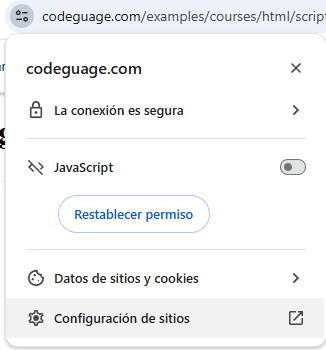 codeguage.com/examples/courses/html/script
codeguage.com
La conexión es segura
JavaScript
Restablecer permiso
Datos de sitios y cookies
Configuración de sitios